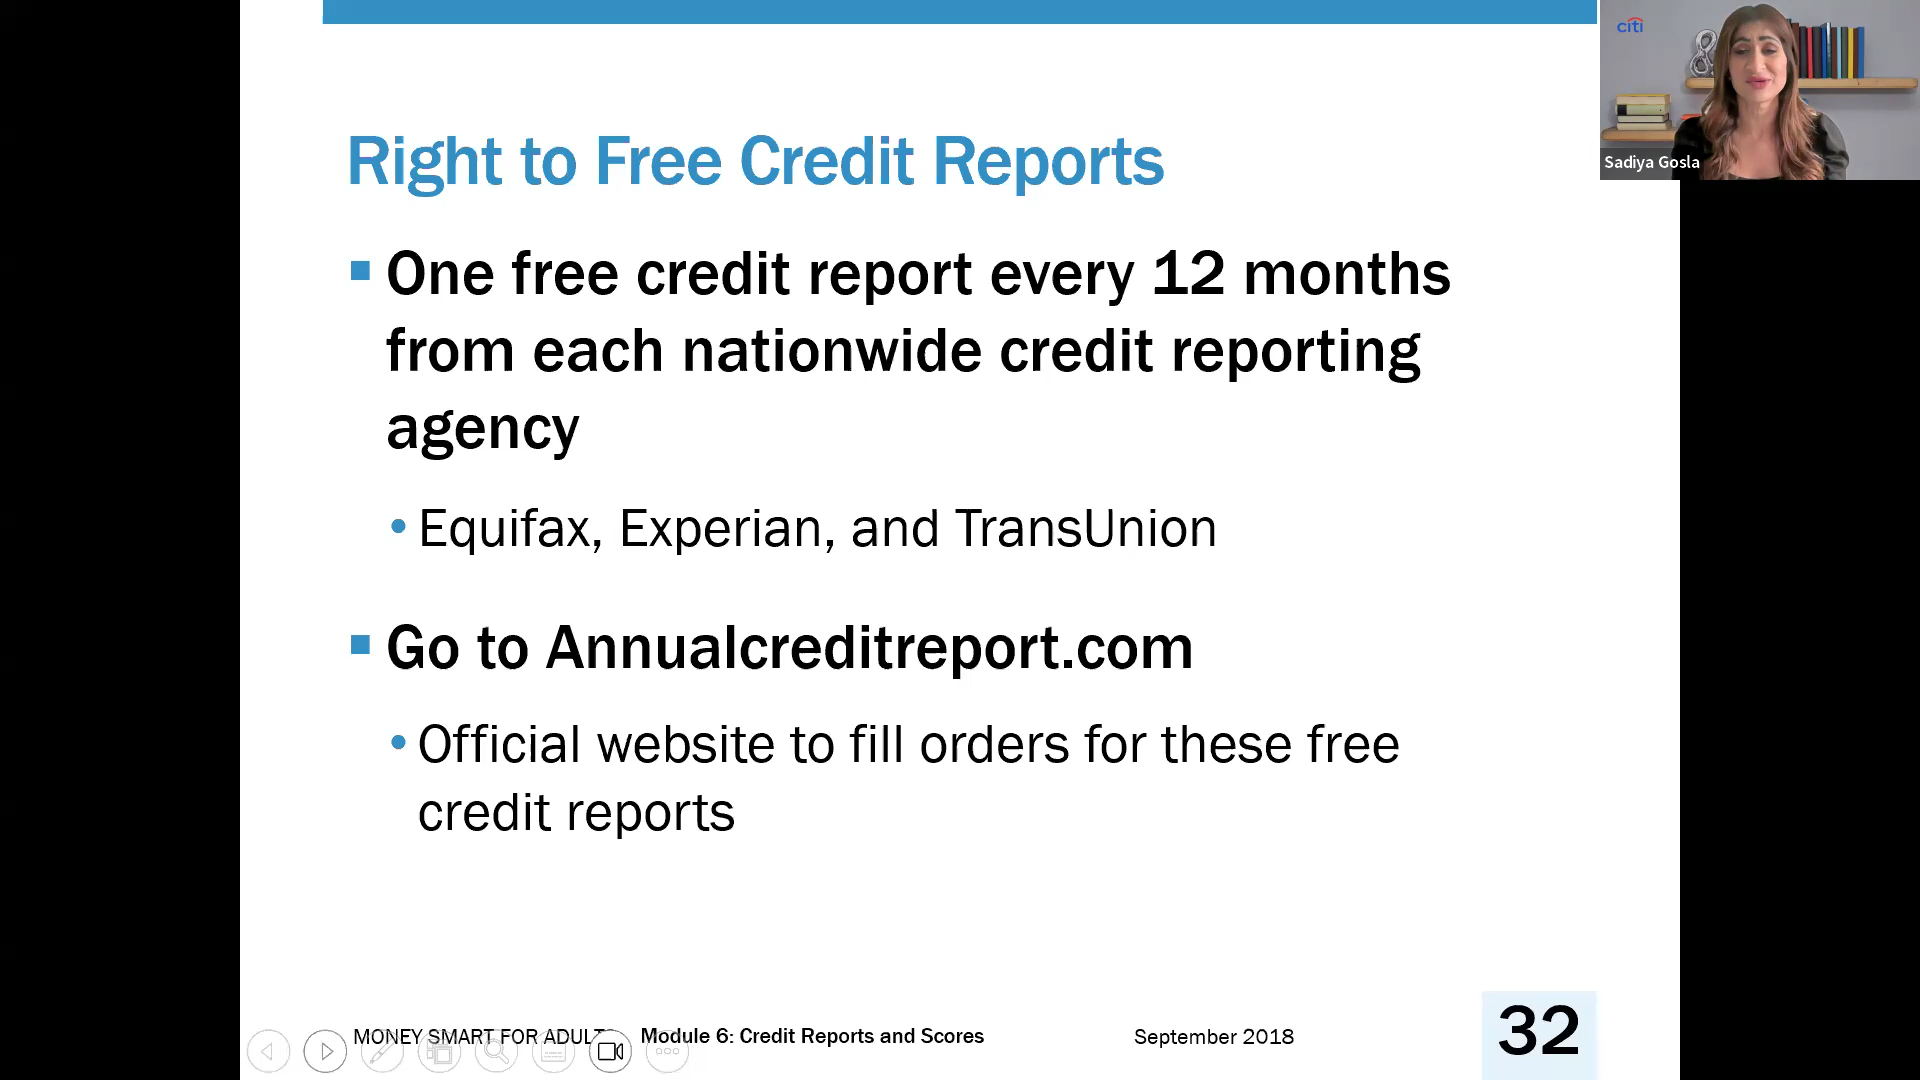 citi
Sadiya Gosla
Right to Free Credit Reports
One free credit report every 12 months
from each nationwide credit reporting
agency
Equifax, Experian, and TransUnion
Go to Annualcreditreport.com
Official website to fill orders for these free
credit reports
MONEY SMART FOR ADULTS Module 6: Credit Reports and Scores September 2018 32